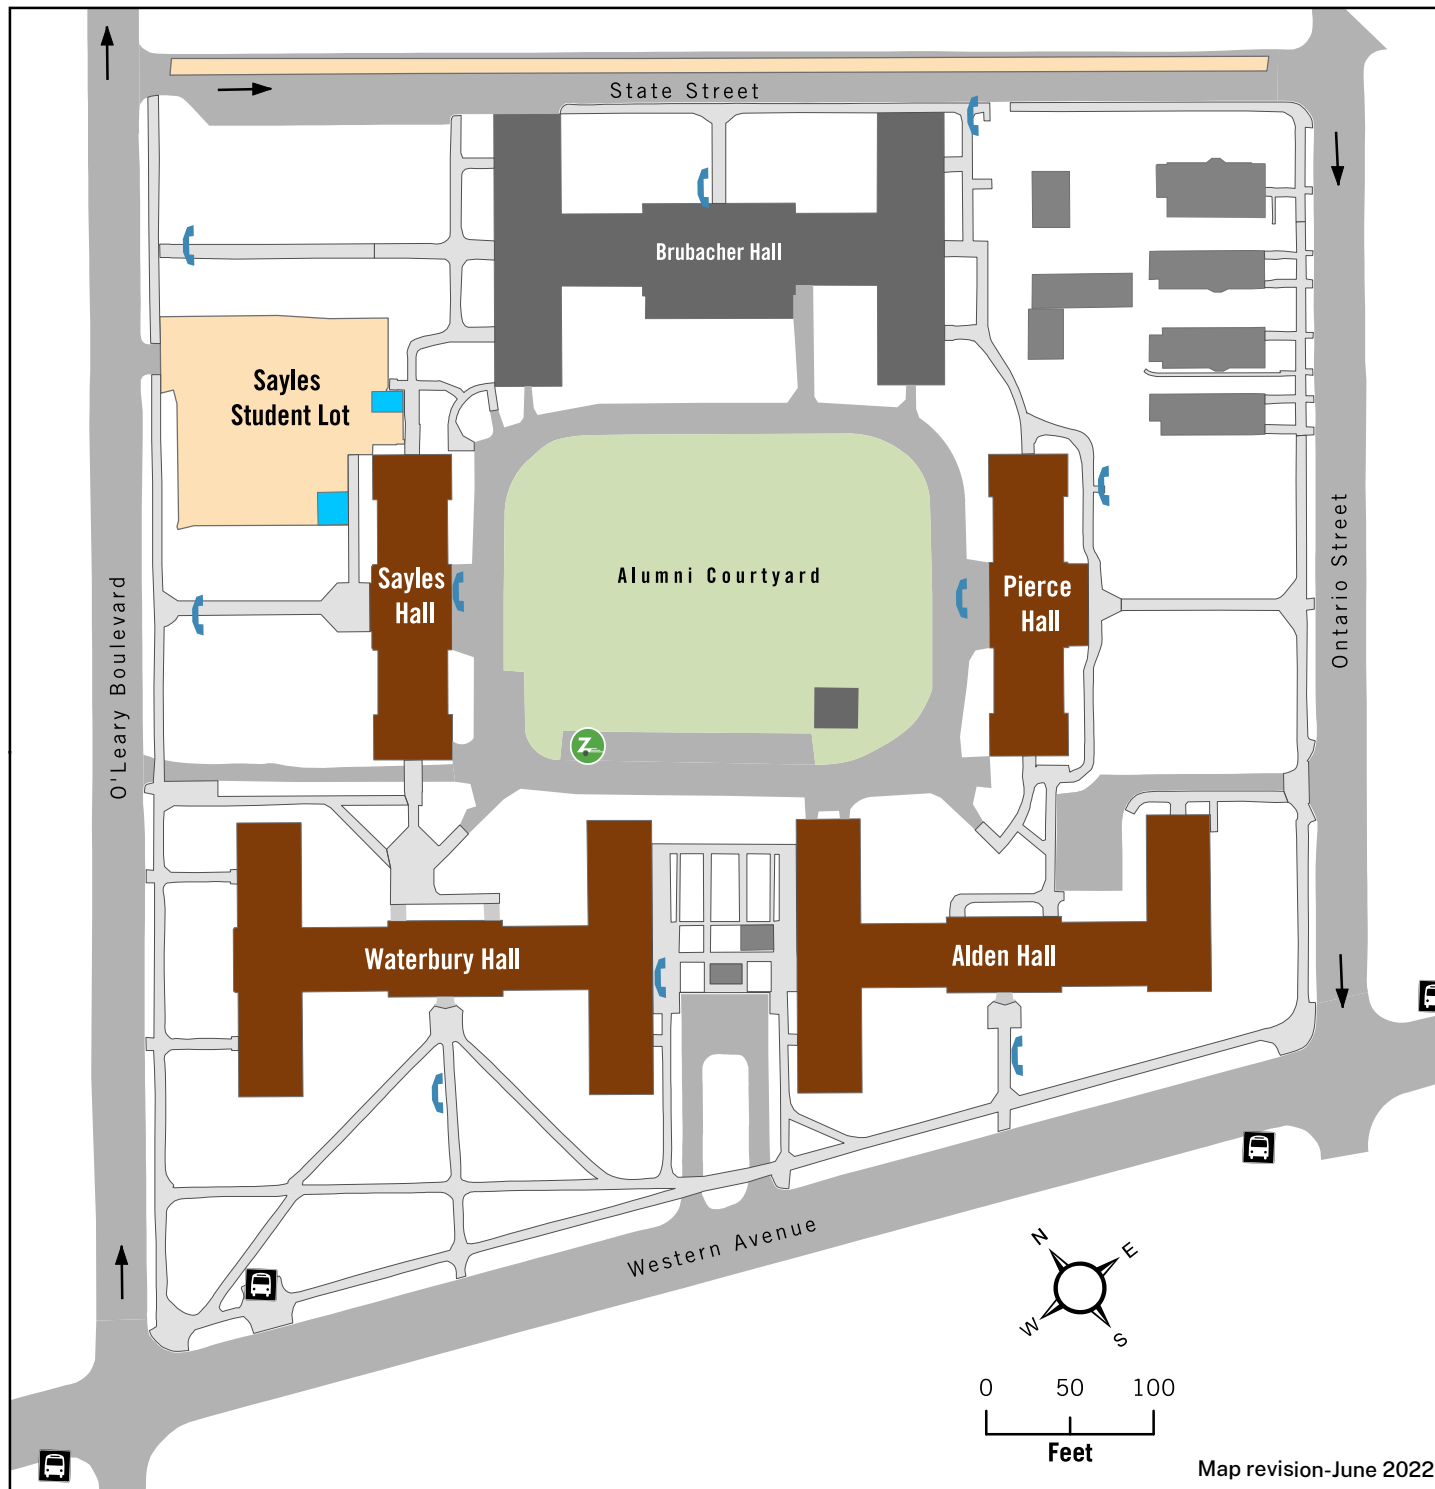 State Street
Brubacher Hall
Sayles
Student Lot
Alumni Courtyard
Sayles
Hall
Pierce
Hall
O'Leary Boulevard
Ontario Street
Z
Waterbury Hall
Alden Hall
Western Avenue
N
E
W
S
0 50 100
Feet
Map revision-June 2022